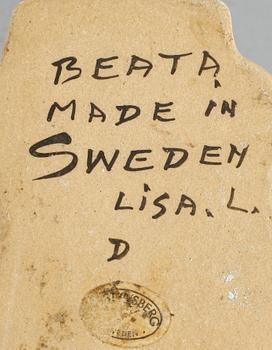 BEATA
MADE IN
SWEDEN
LISA. L.
D